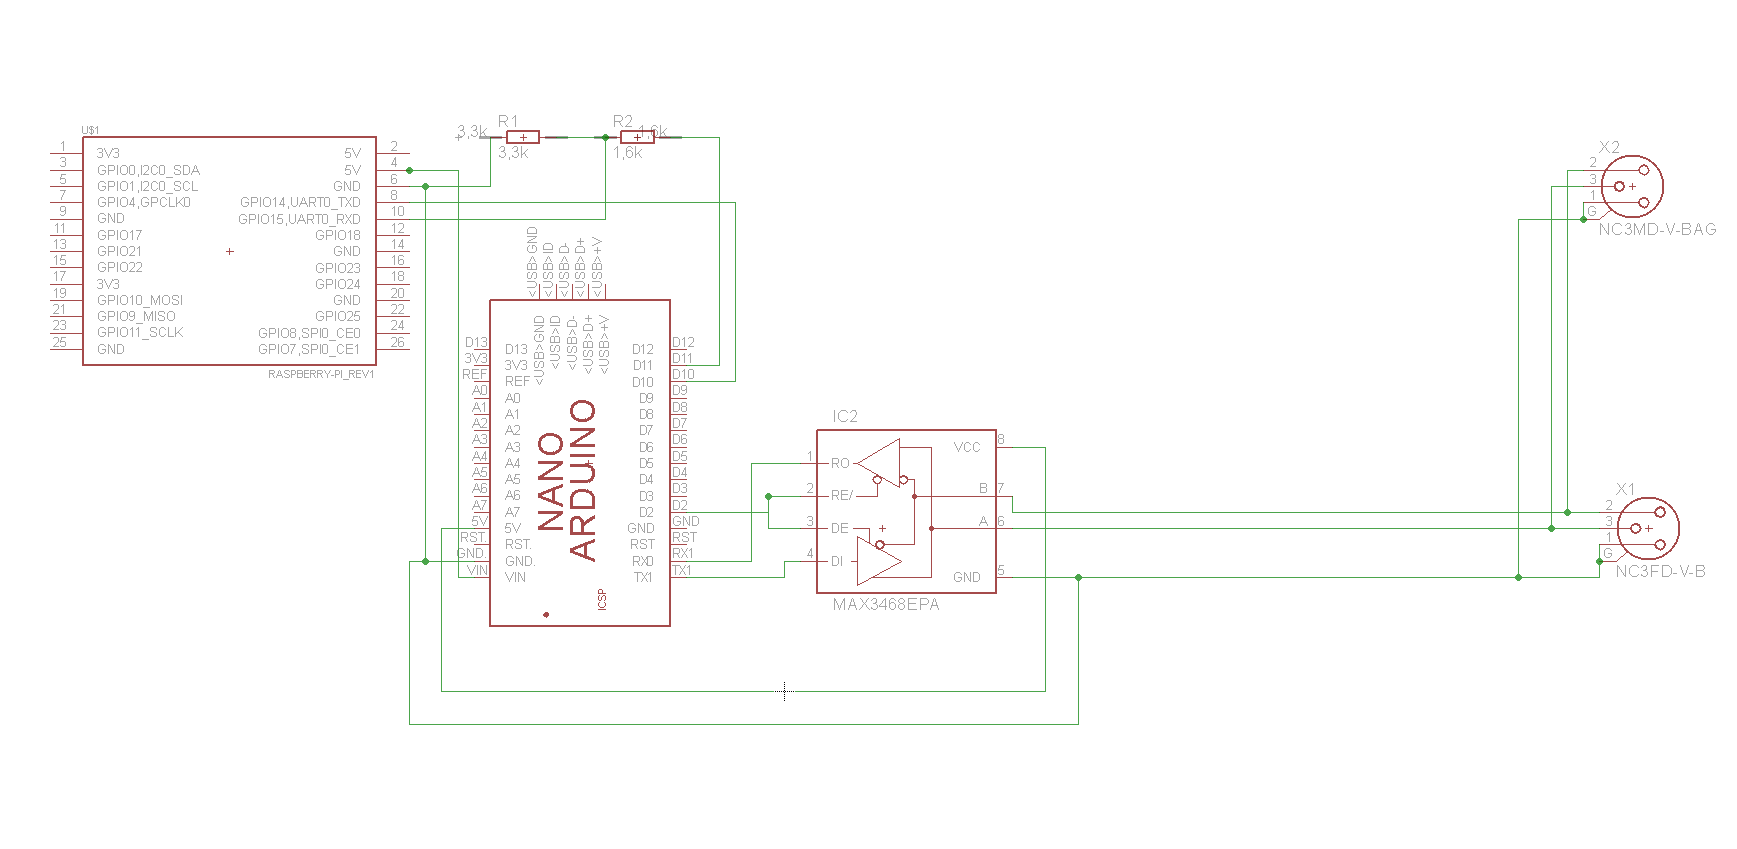 U$1
1 3V3 5V 2
3 GPIO0,I2C0_SDA 5V 4
5 GPIO1,I2C0_SCL GND 6
7 GPIO4,GPCLK0 GPIO14,UART0_TXD 8
9 GND GPIO15,UART0_RXD 10
11 GPIO17 GPIO18 12
13 GPIO21 GND 14
15 GPIO22 GPIO23 16
17 3V3 GPIO24 18
19 GPIO10_MOSI GND 20
21 GPIO9_MISO GPIO25 22
23 GPIO11_SCLK GPIO8,SPI0_CE0 24
25 GND GPIO7,SPI0_CE1 26
RASPBERRY-PI_REV1
R1
3,3k
3,3k
R2
1,6k
1,6k
<USB>GND
<USB>ID
<USB>D-
<USB>D+
<USB>+V
<USB>GND
<USB>ID
<USB>D-
<USB>D+
<USB>+V
D13 D13 D12 D12
3V3 3V3 D11 D11
REF REF D10 D10
A0 A0 D9 D9
A1 A1 D8 D8
A2 A2 D7 D7
A3 A3 D6 D6
A4 A4 D5 D5
A5 A5 D4 D4
A6 A6 D3 D3
A7 A7 D2 D2
5V 5V GND GND
RST. RST. RST RST
GND. GND. RX0 RX1
VIN VIN TX1 TX1
NANO
ARDUINO
ICSP
IC2
1 RO VCC 8
2 RE/ B 7
3 DE A 6
4 DI GND 5
MAX3468EPA
X2
2
3
1
G
NC3MD-V-BAG
X1
2
3
1
G
NC3FD-V-B